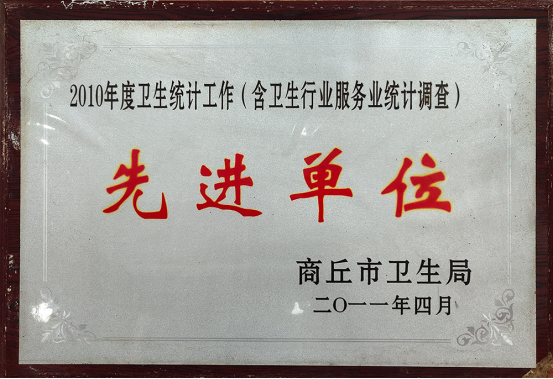 2010年度卫生统计工作（含卫生行业服务业统计调查）
先进单位
商丘市卫生局
二〇一一年四月